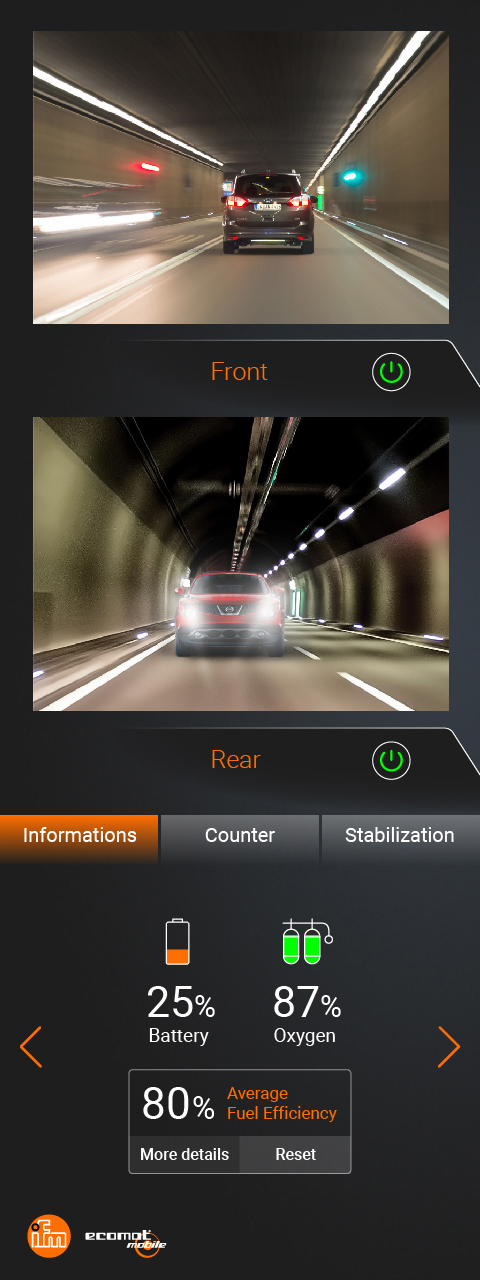 Front
Rear
Informations
Counter
Stabilization
25%
87%
Battery
Oxygen
80%
Average
Fuel Efficiency
More details
Reset
ifm
ecomat
mobile